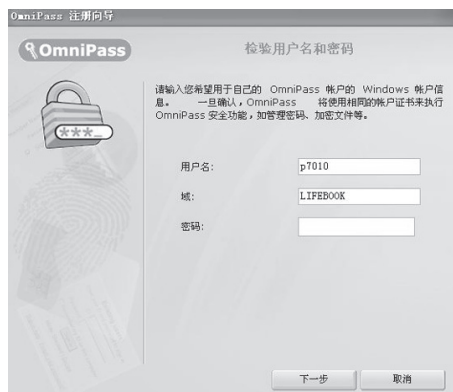 OmniPass 注册向导
OmniPass
检验用户名和密码
请输入您希望用于自己的 OmniPass 帐户的 Windows 帐户信
息。 一旦确认，OmniPass 将使用相同的帐户证书来执行
OmniPass 安全功能，如管理密码、加密文件等。
***_
用户名: p7010
域: LIFEBOOK
密码:
下一步 取消